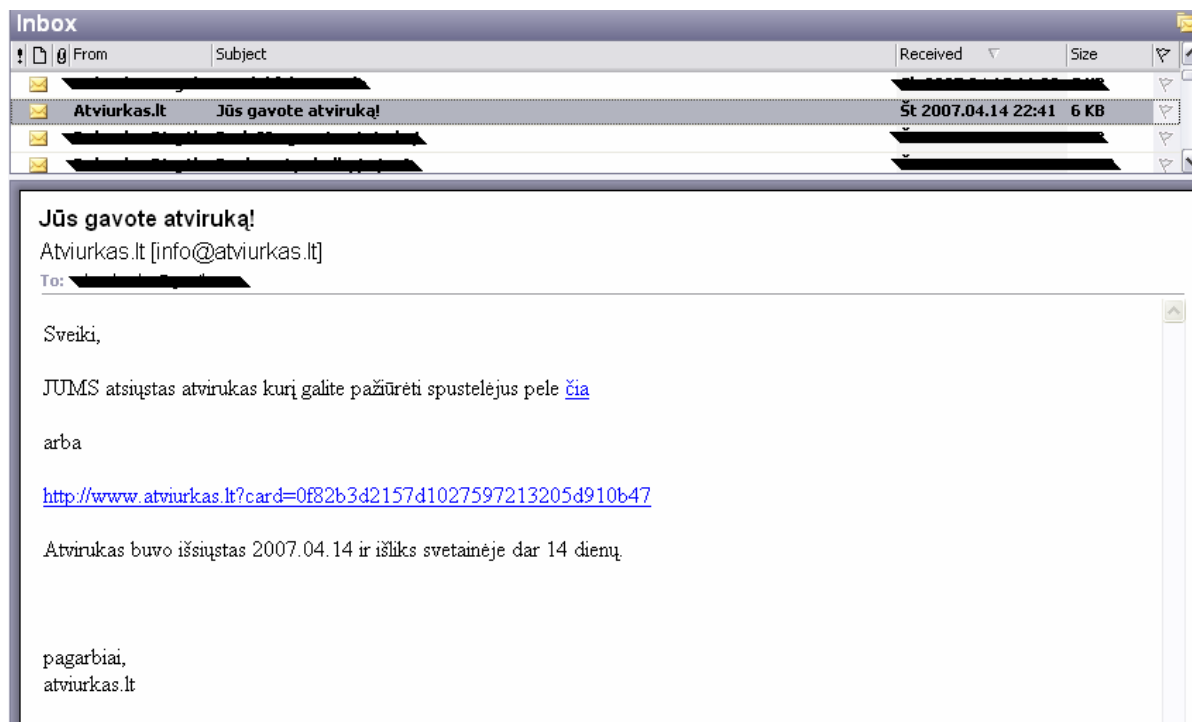 Inbox
From Subject Received Size
Atviurkas.lt Jūs gavote atviruką! Št 2007.04.14 22:41 6 KB
Jūs gavote atviruką!
Atviurkas.lt [info@atviurkas.lt]
To:
Sveiki,
JUMS atsiųstas atvirukas kurį galite pažiūrėti spustelėjus pele čia
arba
http://www.atviurkas.lt?card=0f82b3d2157d1027597213205d910b47
Atvirukas buvo išsiųstas 2007.04.14 ir išliks svetainėje dar 14 dienų.
pagarbiai,
atviurkas.lt